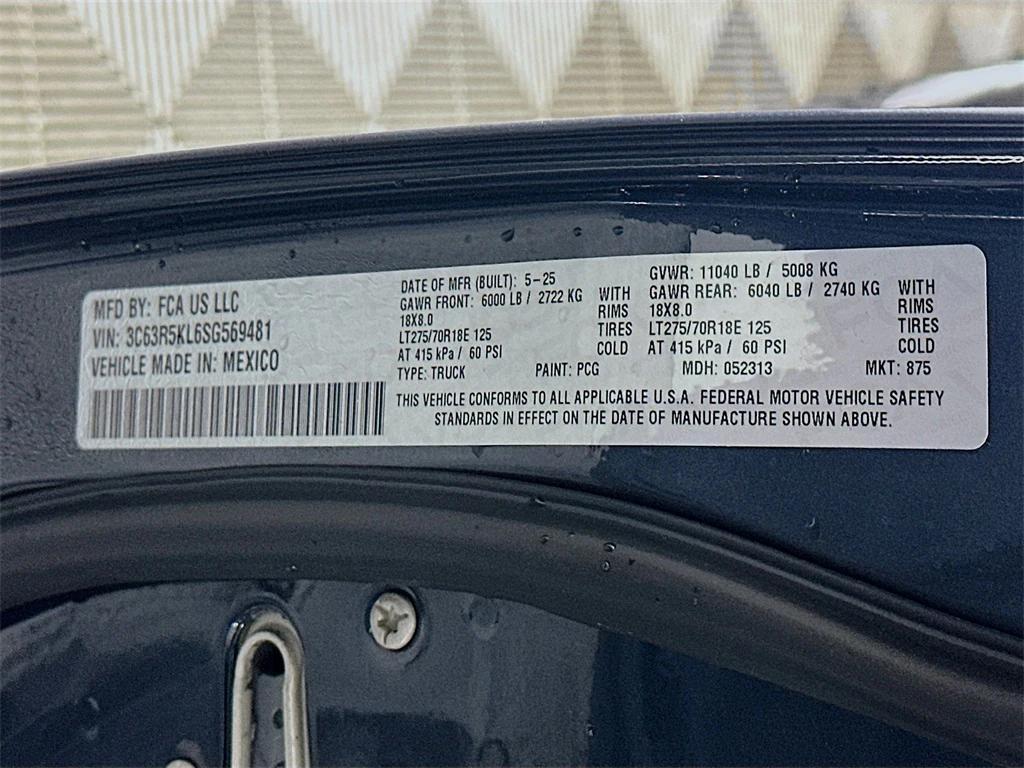 MFD BY: FCA US LLC
VIN: 3C63R5KL6SG569481
VEHICLE MADE IN: MEXICO
DATE OF MFR (BUILT): 5-25
GAWR FRONT: 6000 LB / 2722 KG WITH
18X8.0 RIMS
LT275/70R18E 125 TIRES
AT 415 kPa / 60 PSI COLD
TYPE: TRUCK PAINT: PCG
GVWR: 11040 LB / 5008 KG
GAWR REAR: 6040 LB / 2740 KG WITH
18X8.0 RIMS
LT275/70R18E 125 TIRES
AT 415 kPa / 60 PSI COLD
MDH: 052313 MKT: 875
THIS VEHICLE CONFORMS TO ALL APPLICABLE U.S.A. FEDERAL MOTOR VEHICLE SAFETY
STANDARDS IN EFFECT ON THE DATE OF MANUFACTURE SHOWN ABOVE.